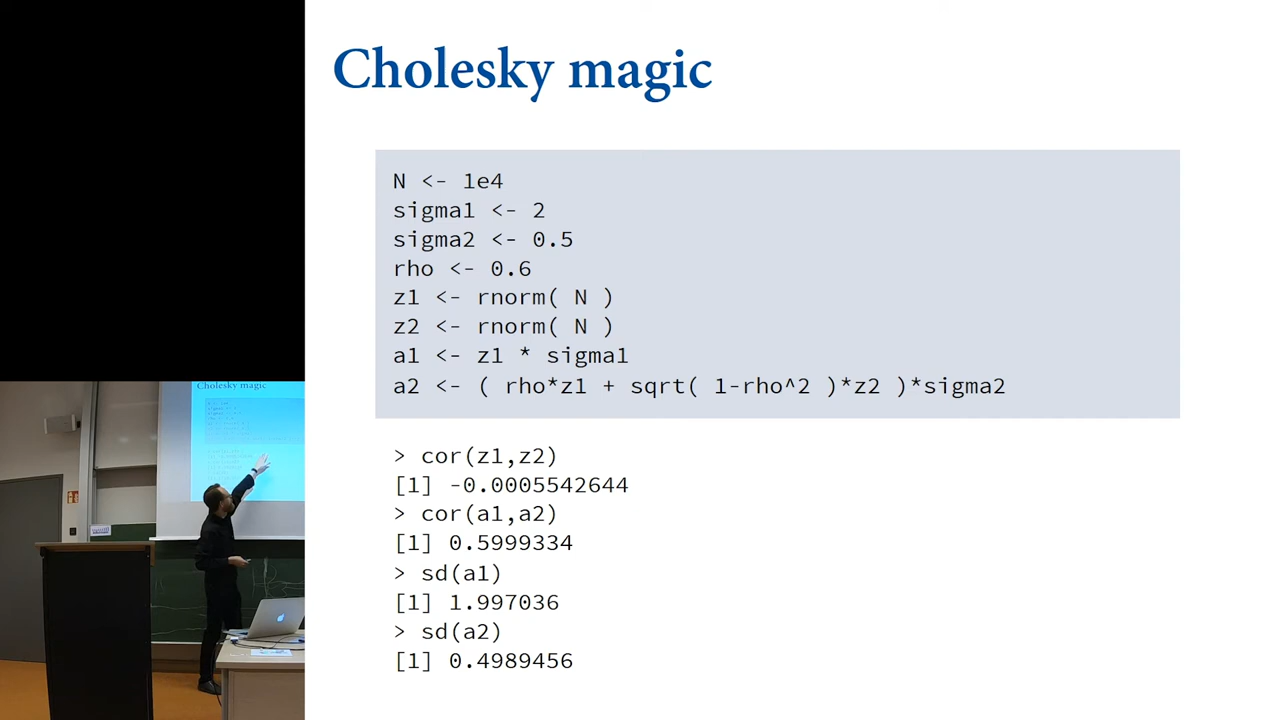 Cholesky magic
N <- 1e4
sigma1 <- 2
sigma2 <- 0.5
rho <- 0.6
z1 <- rnorm( N )
z2 <- rnorm( N )
a1 <- z1 * sigma1
a2 <- ( rho*z1 + sqrt( 1-rho^2 )*z2 )*sigma2
> cor(z1,z2)
[1] -0.0005542644
> cor(a1,a2)
[1] 0.5999334
> sd(a1)
[1] 1.997036
> sd(a2)
[1] 0.4989456
Cholesky magic